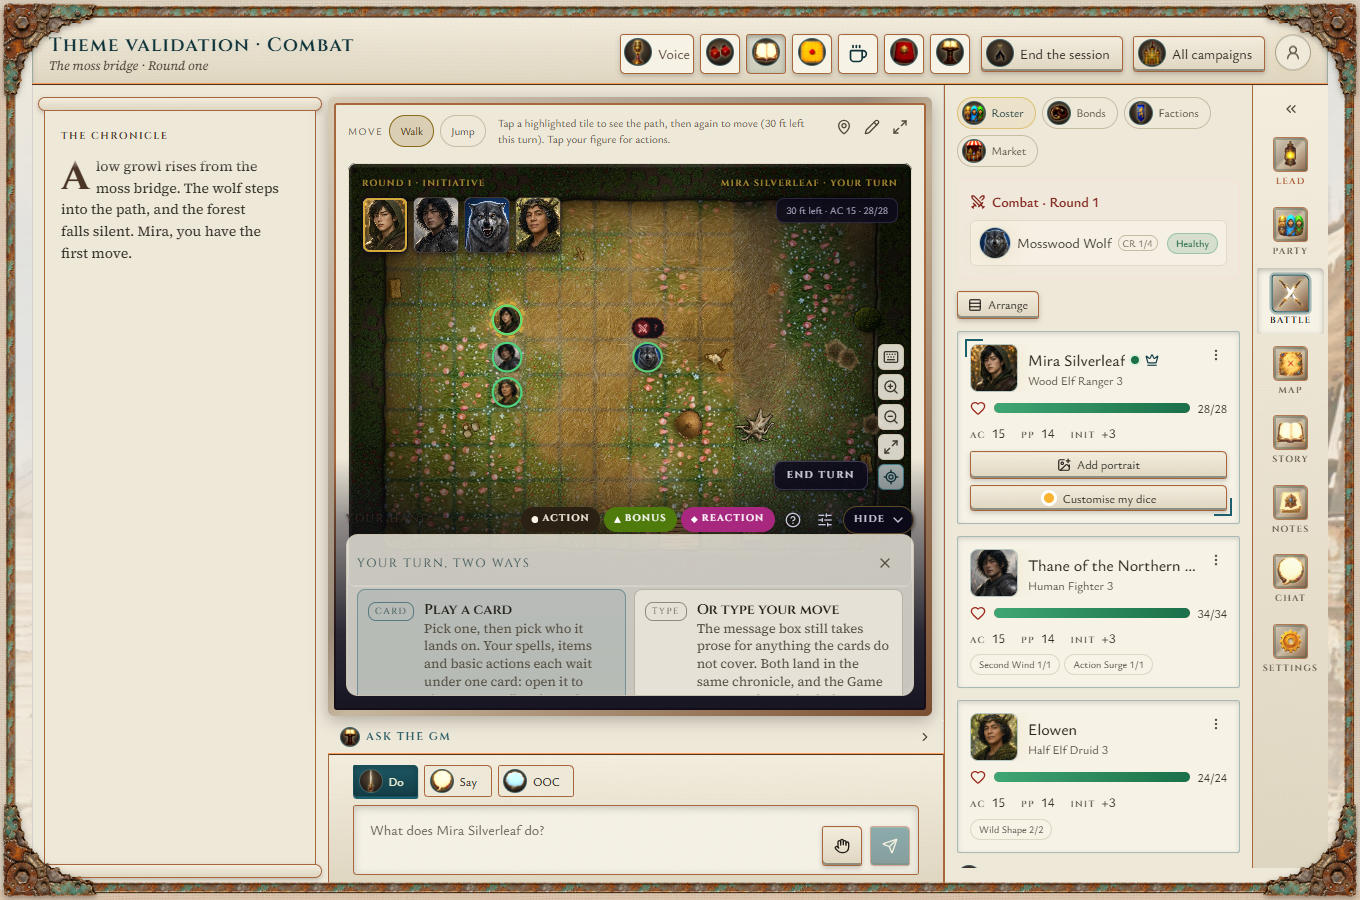 THEME VALIDATION · COMBAT
The moss bridge · Round one
Voice
End the session
All campaigns
THE CHRONICLE
A low growl rises from the
moss bridge. The wolf steps
into the path, and the forest
falls silent. Mira, you have the
first move.
MOVE
Walk
Jump
Tap a highlighted tile to see the path, then again to move (30 ft left
this turn). Tap your figure for actions.
ROUND 1 · INITIATIVE
MIRA SILVERLEAF · YOUR TURN
30 ft left · AC 15 · 28/28
END TURN
ACTION
BONUS
REACTION
HIDE
YOUR TURN, TWO WAYS
CARD
PLAY A CARD
Pick one, then pick who it
lands on. Your spells, items
and basic actions each wait
under one card: open it to
TYPE
OR TYPE YOUR MOVE
The message box still takes
prose for anything the cards do
not cover. Both land in the
same chronicle, and the Game
ASK THE GM
Do
Say
OOC
What does Mira Silverleaf do?
Roster
Bonds
Factions
Market
Combat · Round 1
Mosswood Wolf
CR 1/4
Healthy
Arrange
Mira Silverleaf
Wood Elf Ranger 3
28/28
AC 15 PP 14 INIT +3
Add portrait
Customise my dice
Thane of the Northern ...
Human Fighter 3
34/34
AC 15 PP 14 INIT +3
Second Wind 1/1
Action Surge 1/1
Elowen
Half Elf Druid 3
24/24
AC 15 PP 14 INIT +3
Wild Shape 2/2
LEAD
PARTY
BATTLE
MAP
STORY
NOTES
CHAT
SETTINGS